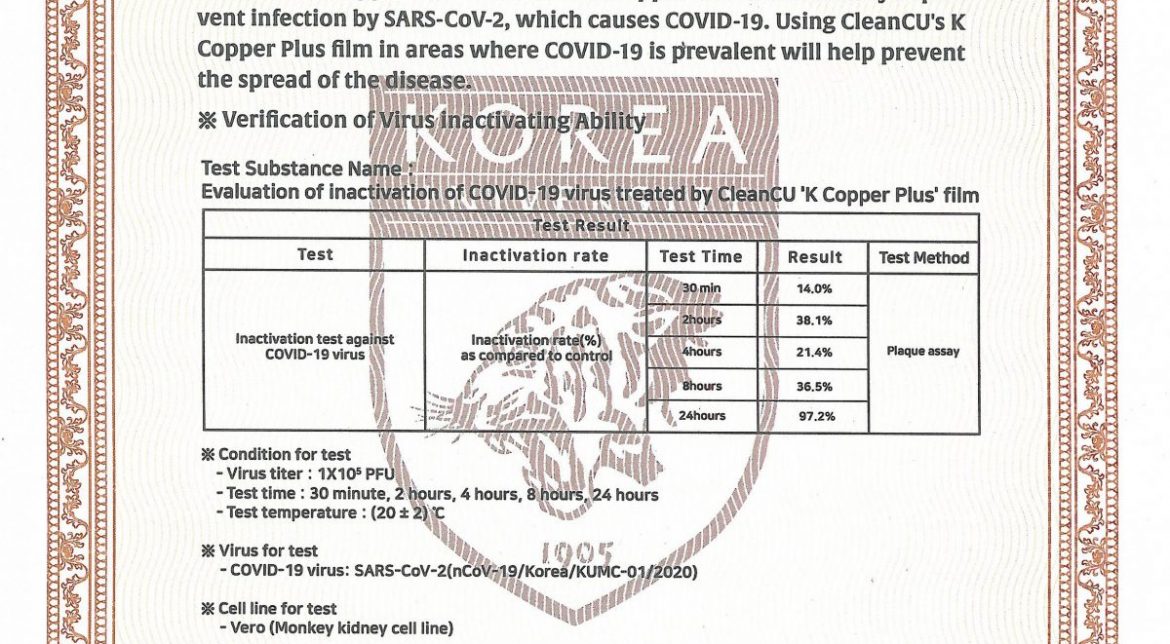 vent infection by SARS-CoV-2, which causes COVID-19. Using CleanCU's K
Copper Plus film in areas where COVID-19 is prevalent will help prevent
the spread of the disease.
※ Verification of Virus inactivating Ability
KOREA
Test Substance Name :
Evaluation of inactivation of COVID-19 virus treated by CleanCU 'K Copper Plus' film
Test Result
Test Inactivation rate Test Time Result Test Method
30 min 14.0%
2hours 38.1%
Inactivation test against
COVID-19 virus
Inactivation rate(%)
as compared to control
4hours 21.4%
Plaque assay
8hours 36.5%
24hours 97.2%
※ Condition for test
- Virus titer : 1X10⁵ PFU
- Test time : 30 minute, 2 hours, 4 hours, 8 hours, 24 hours
- Test temperature : (20 ± 2) ℃
1905
※ Virus for test
- COVID-19 virus: SARS-CoV-2(nCoV-19/Korea/KUMC-01/2020)
※ Cell line for test
- Vero (Monkey kidney cell line)